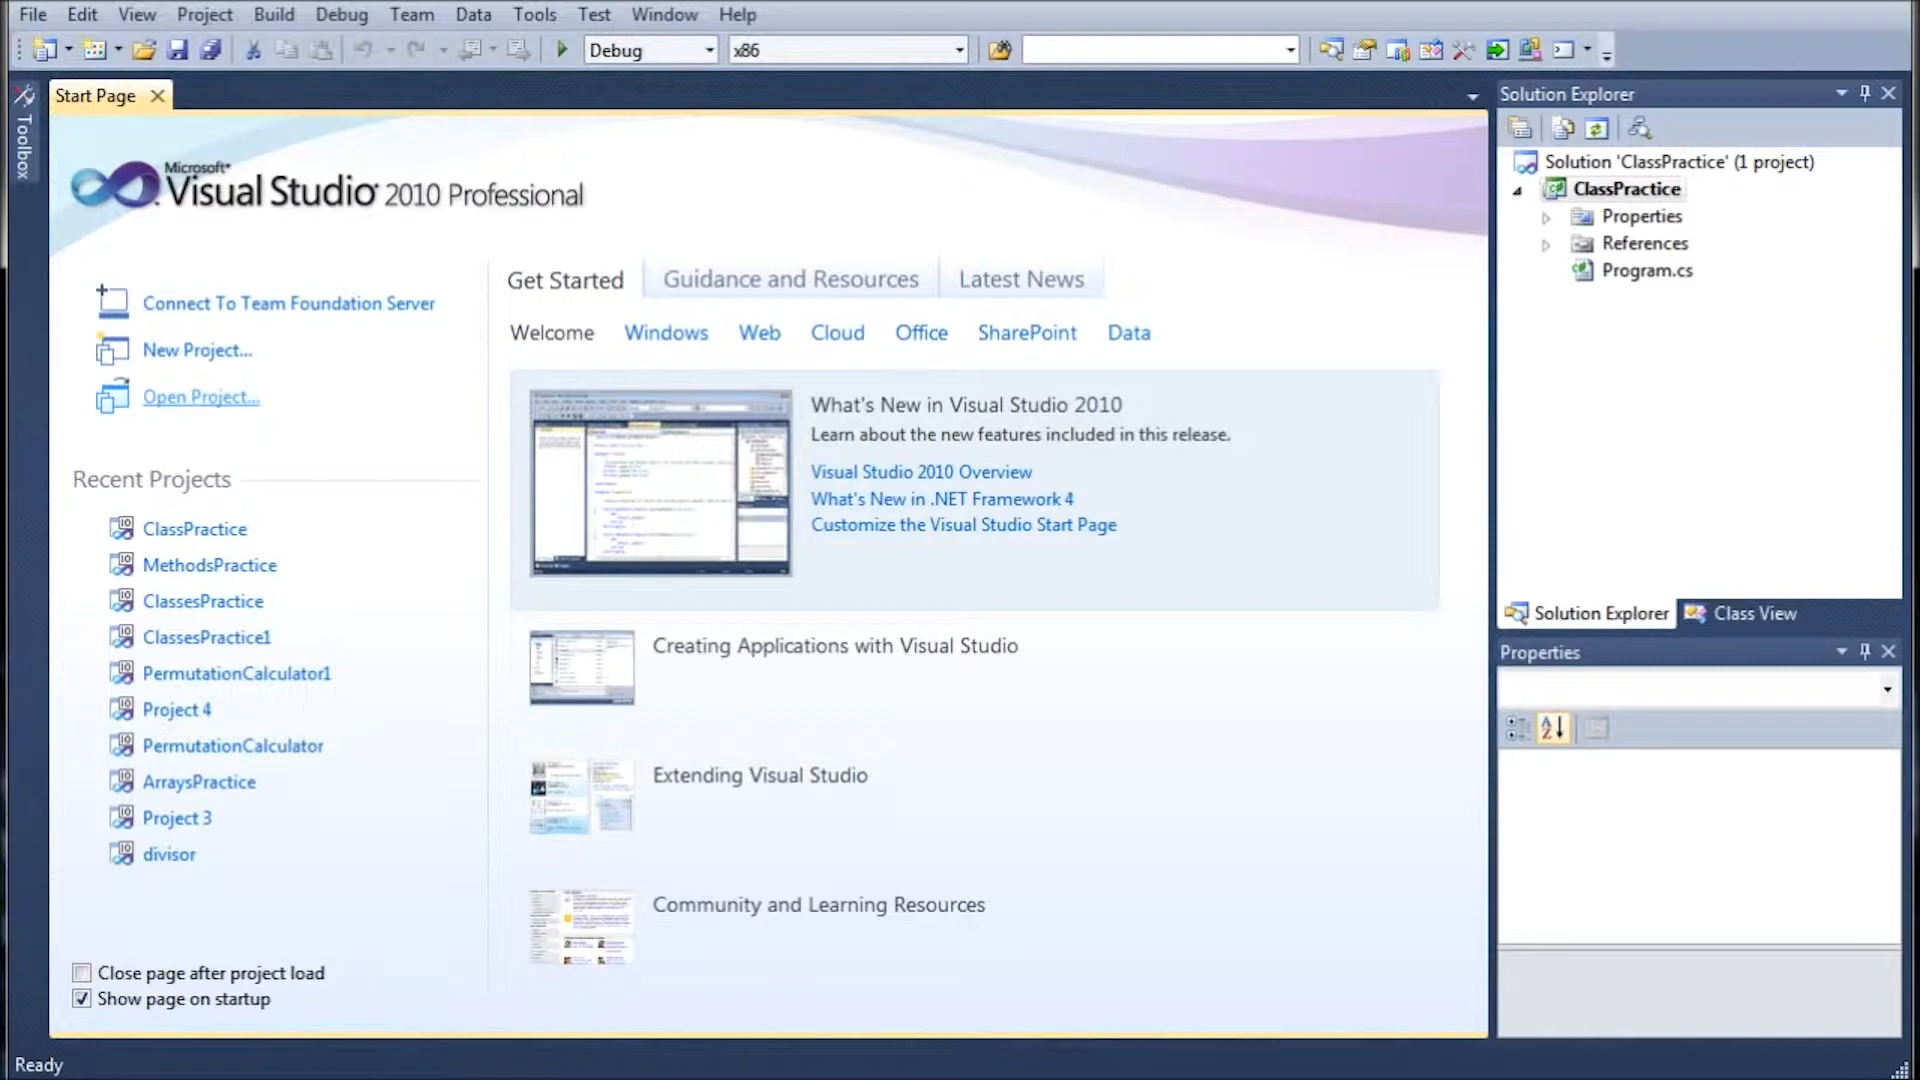 File Edit View Project Build Debug Team Data Tools Test Window Help
Debug x86
Toolbox
Start Page
Microsoft
Visual Studio 2010 Professional
Connect To Team Foundation Server
New Project...
Open Project...
Recent Projects
ClassPractice
MethodsPractice
ClassesPractice
ClassesPractice1
PermutationCalculator1
Project 4
PermutationCalculator
ArraysPractice
Project 3
divisor
Close page after project load
Show page on startup
Get Started Guidance and Resources Latest News
Welcome Windows Web Cloud Office SharePoint Data
What's New in Visual Studio 2010
Learn about the new features included in this release.
Visual Studio 2010 Overview
What's New in .NET Framework 4
Customize the Visual Studio Start Page
Creating Applications with Visual Studio
Extending Visual Studio
Community and Learning Resources
Solution Explorer
Solution 'ClassPractice' (1 project)
ClassPractice
Properties
References
Program.cs
Solution Explorer Class View
Properties
Ready